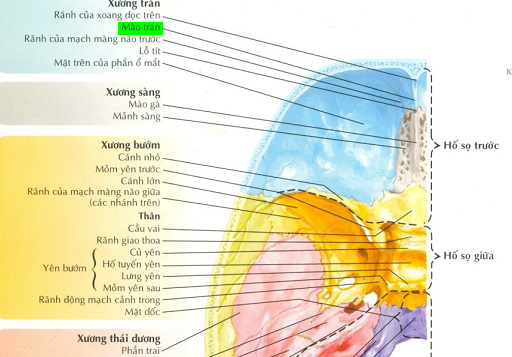 Xương trán
Rãnh của xoang dọc trên
Mào trán
Rãnh của mạch màng não trước
Lỗ tịt
Mặt trên của phần ổ mắt
K
Xương sàng
Mào gà
Mảnh sàng
Hố sọ trước
Xương bướm
Cánh nhỏ
Mỏm yên trước
Cánh lớn
Rãnh của mạch màng não giữa
(các nhánh trên)
Thân
Cầu vai
Rãnh giao thoa
Yên bướm
Củ yên
Hố tuyến yên
Lưng yên
Mỏm yên sau
Hố sọ giữa
Rãnh động mạch cảnh trong
Mặt dốc
Xương thái dương
Phần trai